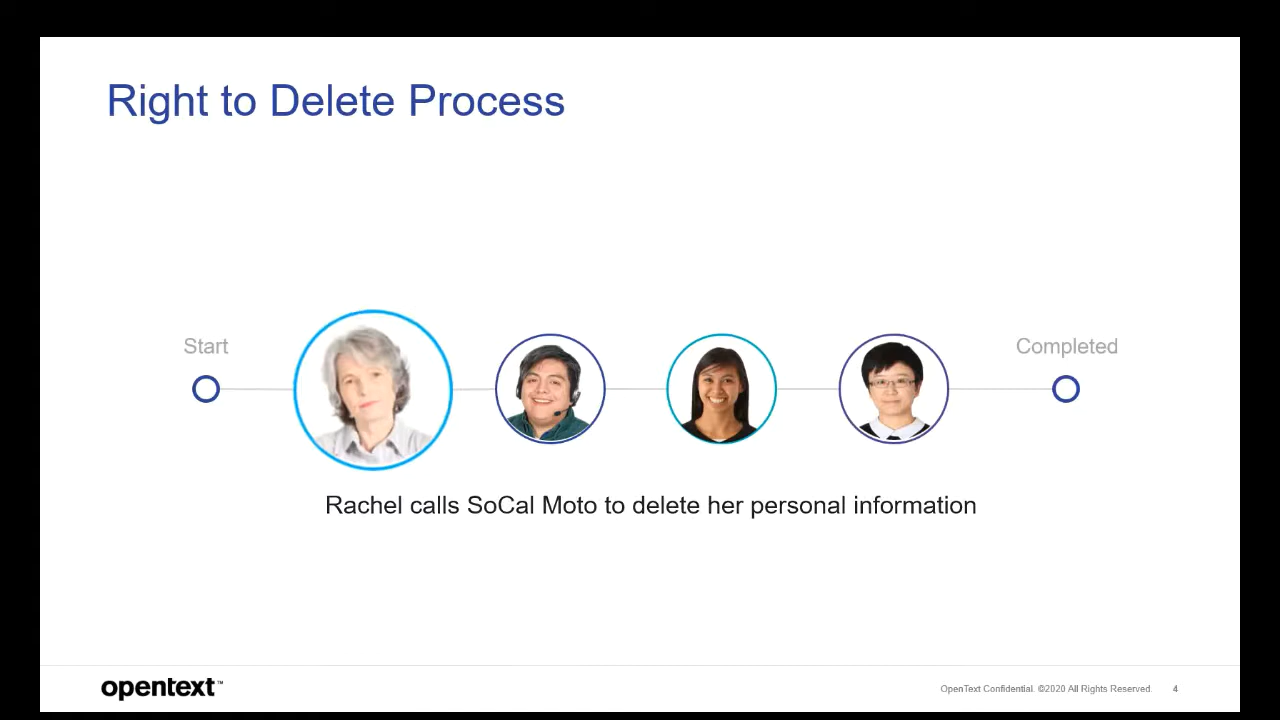 Right to Delete Process
Start
Completed
Rachel calls SoCal Moto to delete her personal information
opentext™
OpenText Confidential. ©2020 All Rights Reserved. 4